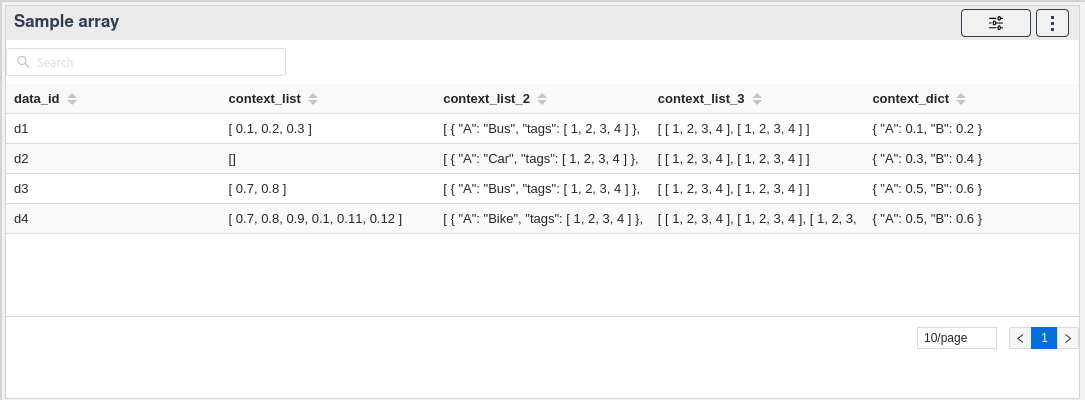 Sample array
Search
data_id context_list context_list_2 context_list_3 context_dict
d1 [ 0.1, 0.2, 0.3 ] [ { "A": "Bus", "tags": [ 1, 2, 3, 4 ] }, [ [ 1, 2, 3, 4 ], [ 1, 2, 3, 4 ] ] { "A": 0.1, "B": 0.2 }
d2 [] [ { "A": "Car", "tags": [ 1, 2, 3, 4 ] }, [ [ 1, 2, 3, 4 ], [ 1, 2, 3, 4 ] ] { "A": 0.3, "B": 0.4 }
d3 [ 0.7, 0.8 ] [ { "A": "Bus", "tags": [ 1, 2, 3, 4 ] }, [ [ 1, 2, 3, 4 ], [ 1, 2, 3, 4 ] ] { "A": 0.5, "B": 0.6 }
d4 [ 0.7, 0.8, 0.9, 0.1, 0.11, 0.12 ] [ { "A": "Bike", "tags": [ 1, 2, 3, 4 ] }, [ [ 1, 2, 3, 4 ], [ 1, 2, 3, 4 ], [ 1, 2, 3, { "A": 0.5, "B": 0.6 }
10/page 1